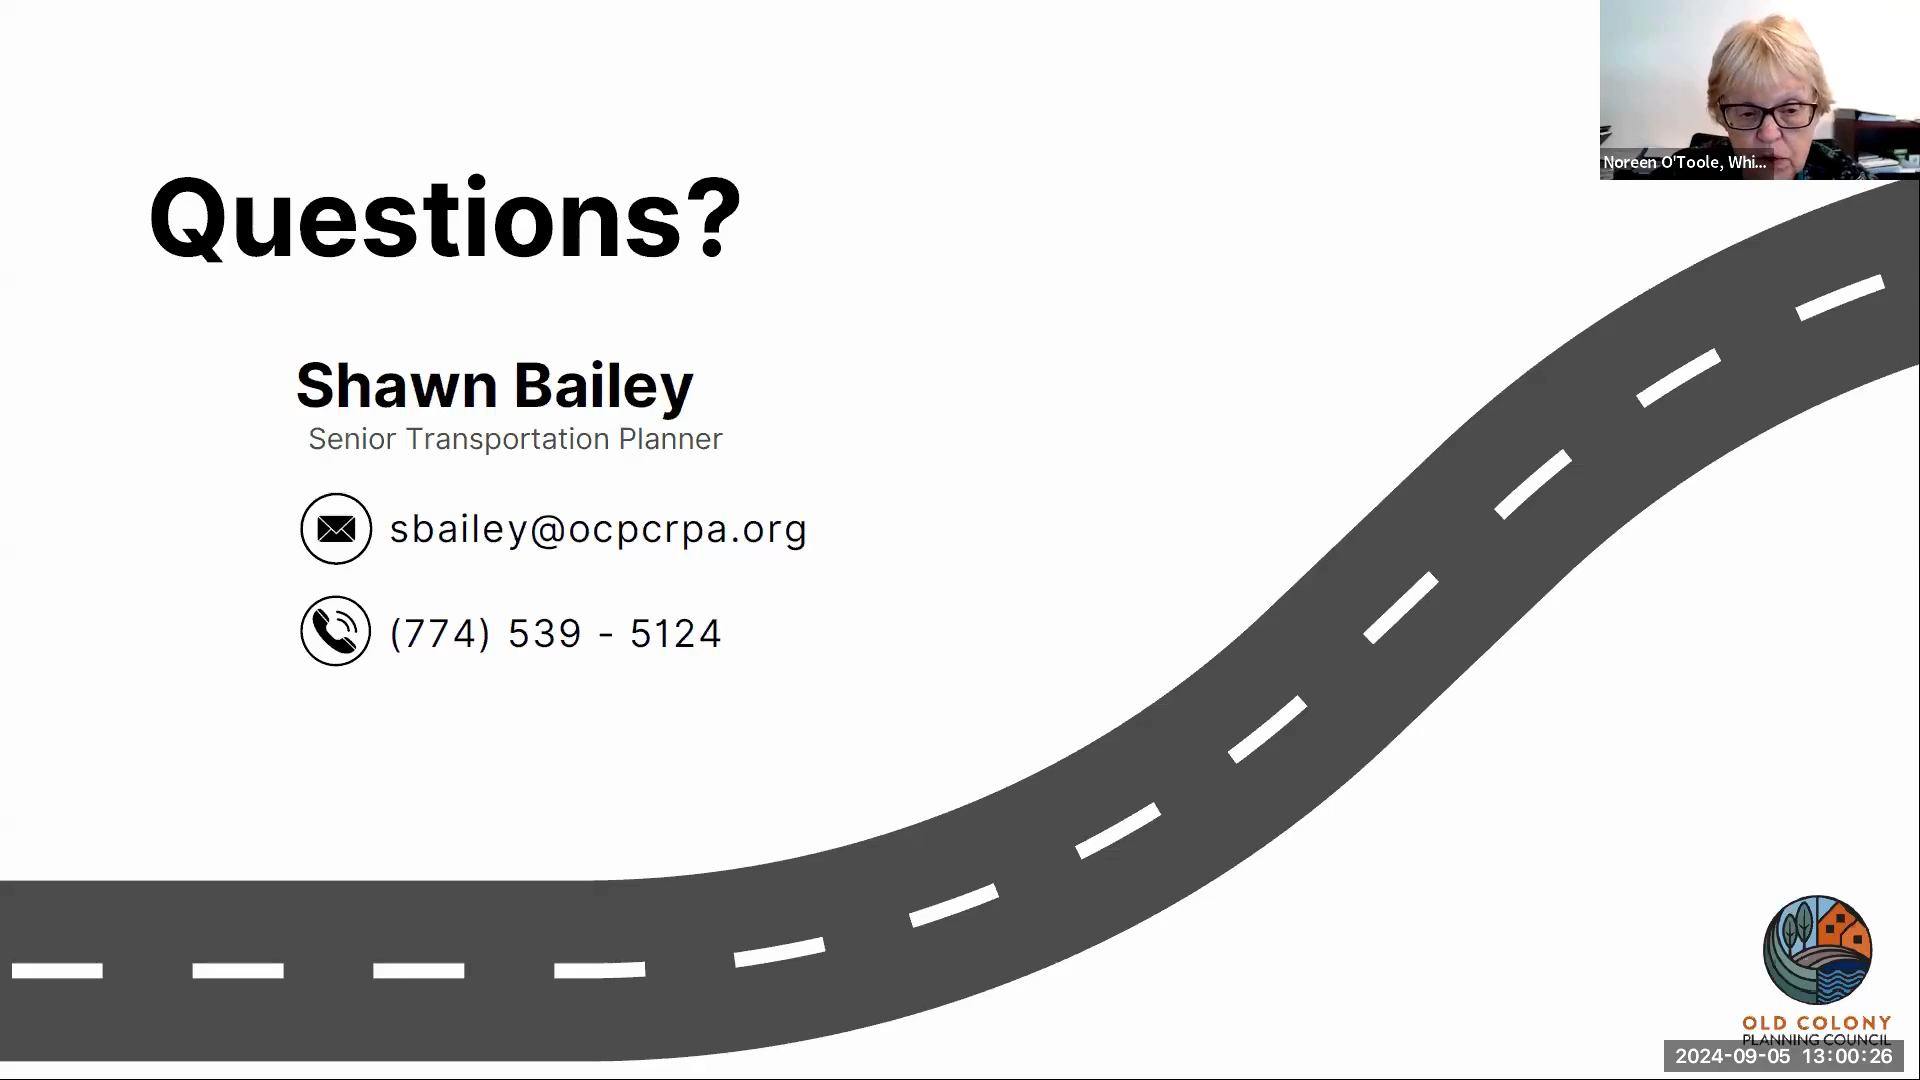 Noreen O'Toole, Whi...
Questions?
Shawn Bailey
Senior Transportation Planner
sbailey@ocpcrpa.org
(774) 539 - 5124
OLD COLONY
PLANNING COUNCIL
2024-09-05 13:00:26